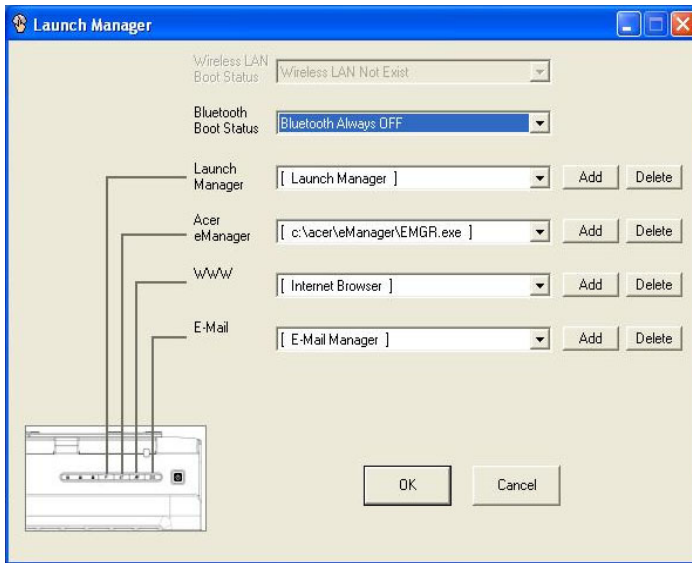 Launch Manager
Wireless LAN
Boot Status
Wireless LAN Not Exist
Bluetooth
Boot Status
Bluetooth Always OFF
Launch
Manager
[ Launch Manager ]
Add
Delete
Acer
eManager
[ c:\acer\eManager\EMGR.exe ]
Add
Delete
WWW
[ Internet Browser ]
Add
Delete
E-Mail
[ E-Mail Manager ]
Add
Delete
OK
Cancel